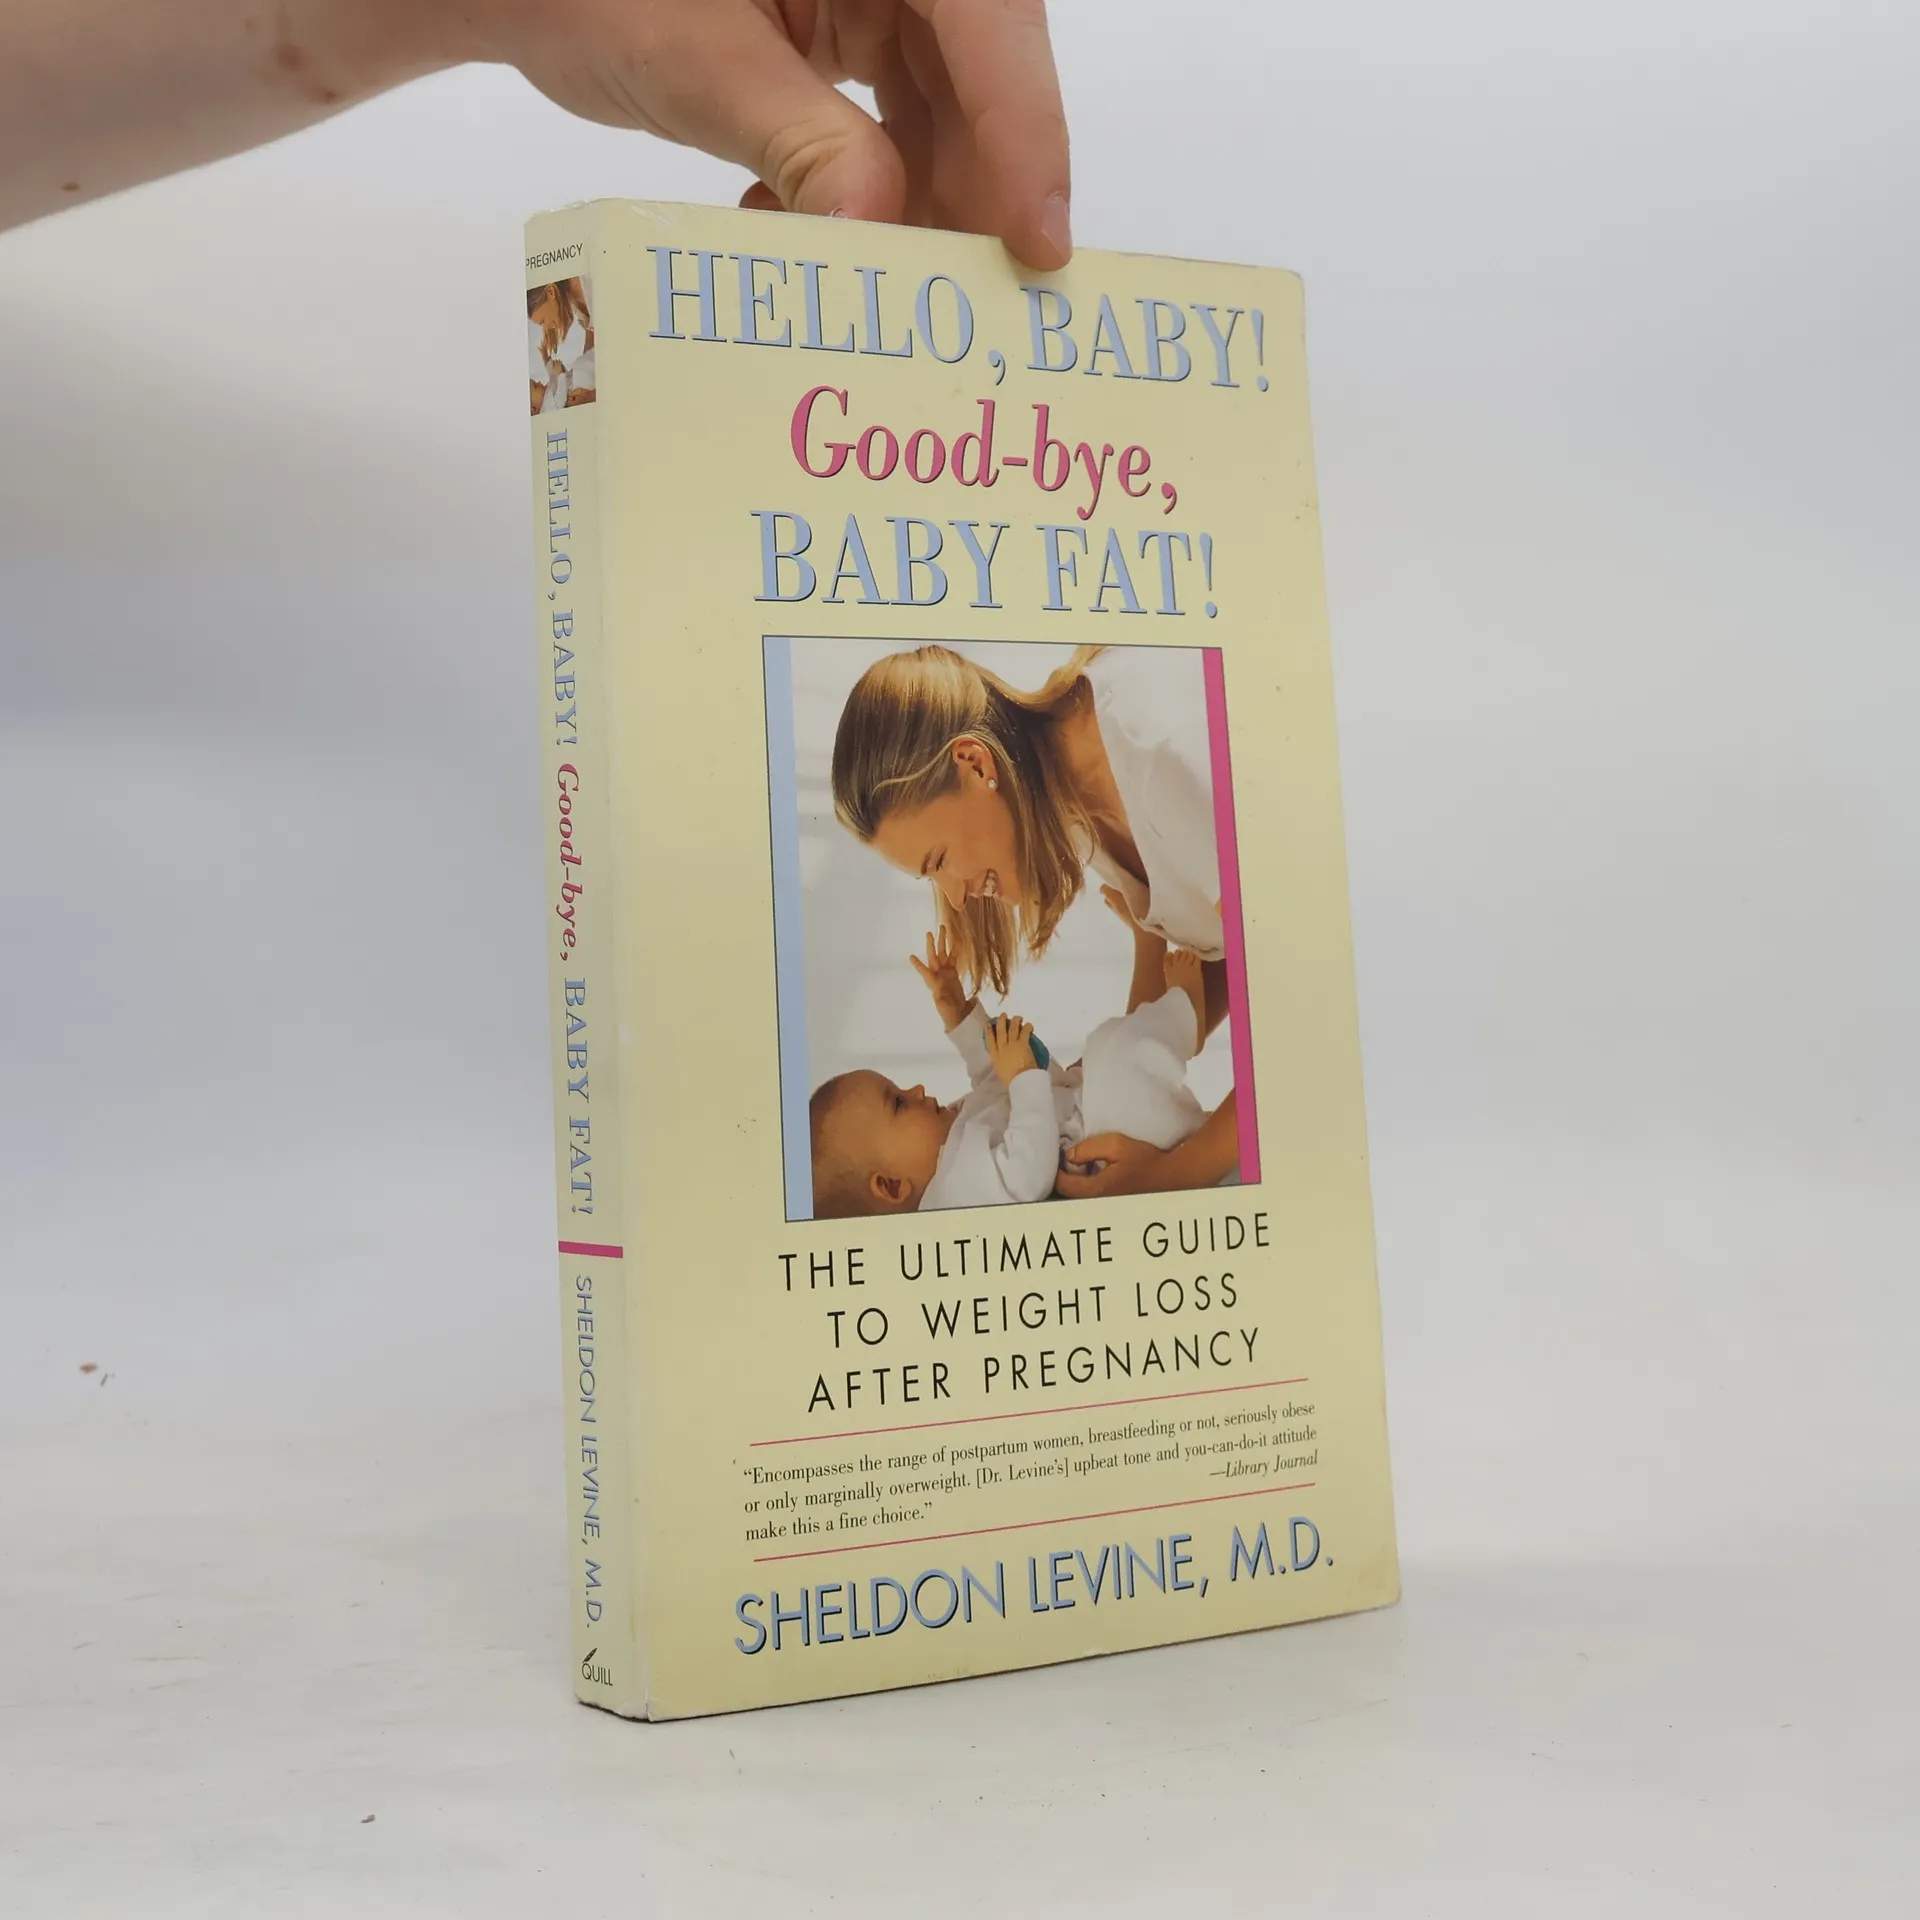 PREGNANCY
HELLO, BABY! Good-bye, BABY FAT!
SHELDON LEVINE, M.D.
QUILL
HELLO, BABY!
Good-bye,
BABY FAT!
THE ULTIMATE GUIDE
TO WEIGHT LOSS
AFTER PREGNANCY
“Encompasses the range of postpartum women, breastfeeding or not, seriously obese
or only marginally overweight. [Dr. Levine's] upbeat tone and you-can-do-it attitude
make this a fine choice.”
—Library Journal
SHELDON LEVINE, M.D.